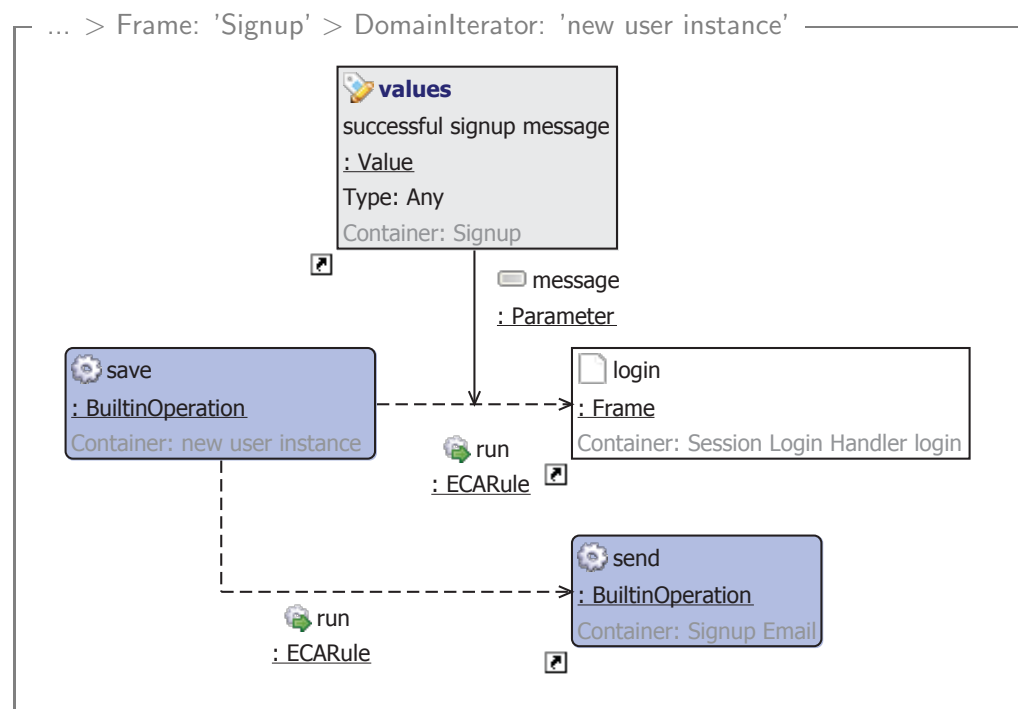 ... > Frame: 'Signup' > DomainIterator: 'new user instance'
values
successful signup message
: Value
Type: Any
Container: Signup
message
: Parameter
save
: BuiltinOperation
Container: new user instance
login
: Frame
Container: Session Login Handler login
run
: ECARule
send
: BuiltinOperation
Container: Signup Email
run
: ECARule